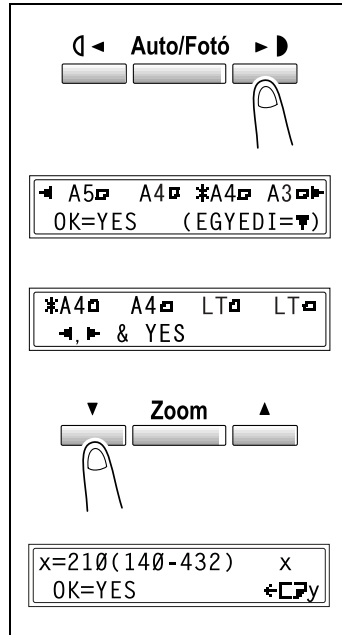 ◄ Auto/Fotó ►
◄ A5 A4 *A4 A3 ►
OK=YES (EGYEDI=▼)
*A4 A4 LT LT
◄,► & YES
▼ Zoom ▲
x=210(140-432) x
OK=YES ←y